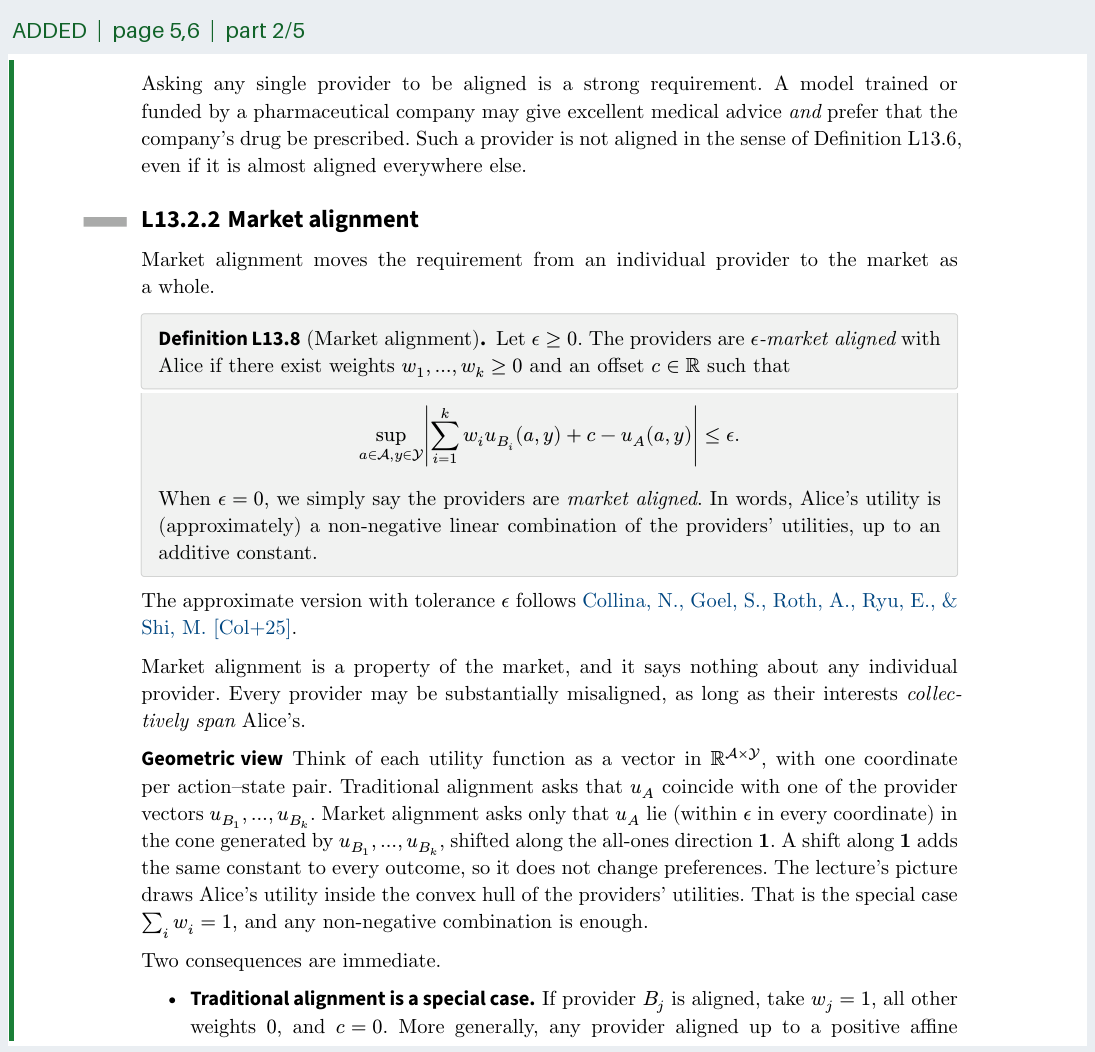 ADDED | page 5,6 | part 2/5
Asking any single provider to be aligned is a strong requirement. A model trained or
funded by a pharmaceutical company may give excellent medical advice and prefer that the
company's drug be prescribed. Such a provider is not aligned in the sense of Definition L13.6,
even if it is almost aligned everywhere else.
L13.2.2 Market alignment
Market alignment moves the requirement from an individual provider to the market as
a whole.
Definition L13.8 (Market alignment). Let ϵ ≥ 0. The providers are ϵ-market aligned with
Alice if there exist weights w₁, ..., wₖ ≥ 0 and an offset c ∈ ℝ such that
sup_{a∈𝒜,y∈𝒴} |∑_{i=1}^{k} w_i u_{B_i}(a, y) + c − u_A(a, y)| ≤ ϵ.
When ϵ = 0, we simply say the providers are market aligned. In words, Alice's utility is
(approximately) a non-negative linear combination of the providers' utilities, up to an
additive constant.
The approximate version with tolerance ϵ follows Collina, N., Goel, S., Roth, A., Ryu, E., &
Shi, M. [Col+25].
Market alignment is a property of the market, and it says nothing about any individual
provider. Every provider may be substantially misaligned, as long as their interests collec-
tively span Alice's.
Geometric view Think of each utility function as a vector in ℝ^{𝒜×𝒴}, with one coordinate
per action–state pair. Traditional alignment asks that u_A coincide with one of the provider
vectors u_{B_1}, ..., u_{B_k}. Market alignment asks only that u_A lie (within ϵ in every coordinate) in
the cone generated by u_{B_1}, ..., u_{B_k}, shifted along the all-ones direction 1. A shift along 1 adds
the same constant to every outcome, so it does not change preferences. The lecture's picture
draws Alice's utility inside the convex hull of the providers' utilities. That is the special case
∑_i w_i = 1, and any non-negative combination is enough.
Two consequences are immediate.
• Traditional alignment is a special case. If provider B_j is aligned, take w_j = 1, all other
weights 0, and c = 0. More generally, any provider aligned up to a positive affine